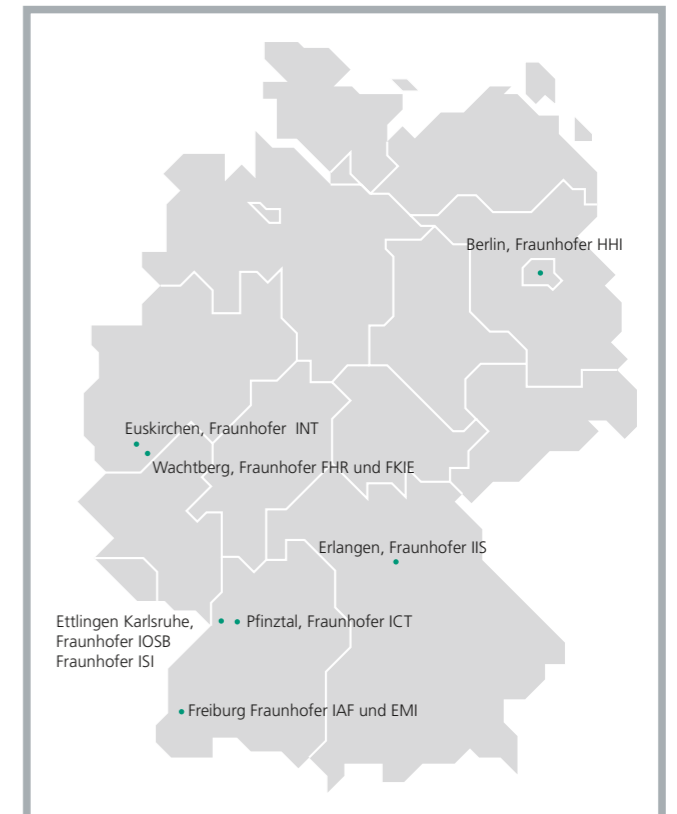 Berlin, Fraunhofer HHI
Euskirchen, Fraunhofer INT
Wachtberg, Fraunhofer FHR und FKIE
Erlangen, Fraunhofer IIS
Ettlingen Karlsruhe,
Fraunhofer IOSB
Fraunhofer ISI
Pfinztal, Fraunhofer ICT
Freiburg Fraunhofer IAF und EMI